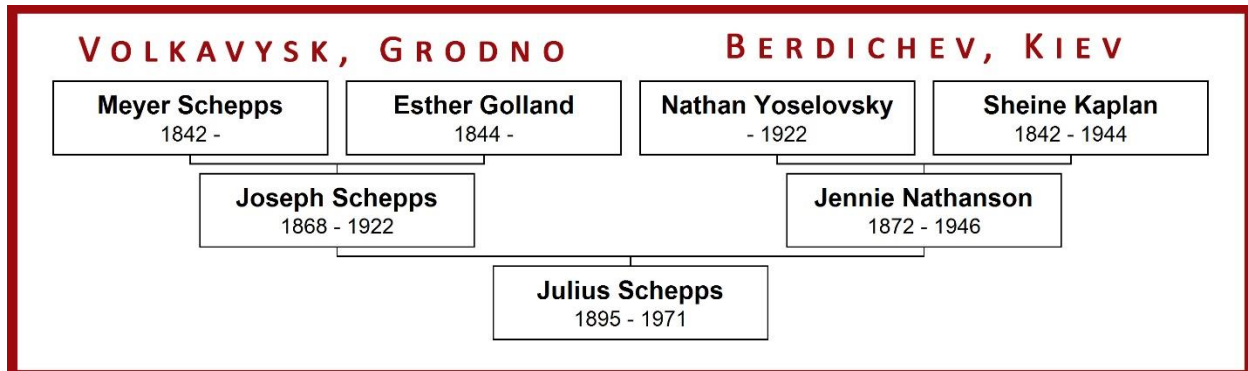 VOLKAVYSK, GRODNO
BERDICHEV, KIEV
Meyer Schepps
1842 -
Esther Golland
1844 -
Nathan Yoselovsky
- 1922
Sheine Kaplan
1842 - 1944
Joseph Schepps
1868 - 1922
Jennie Nathanson
1872 - 1946
Julius Schepps
1895 - 1971